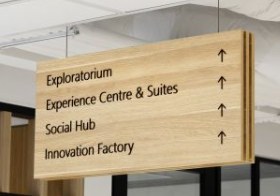 Exploratorium ↑
Experience Centre & Suites ↑
Social Hub ↑
Innovation Factory ↑